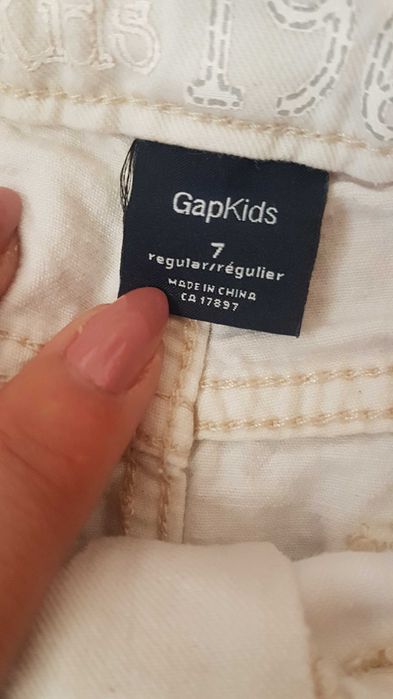 GapKids
7
regular/régulier
MADE IN CHINA
CA 17897